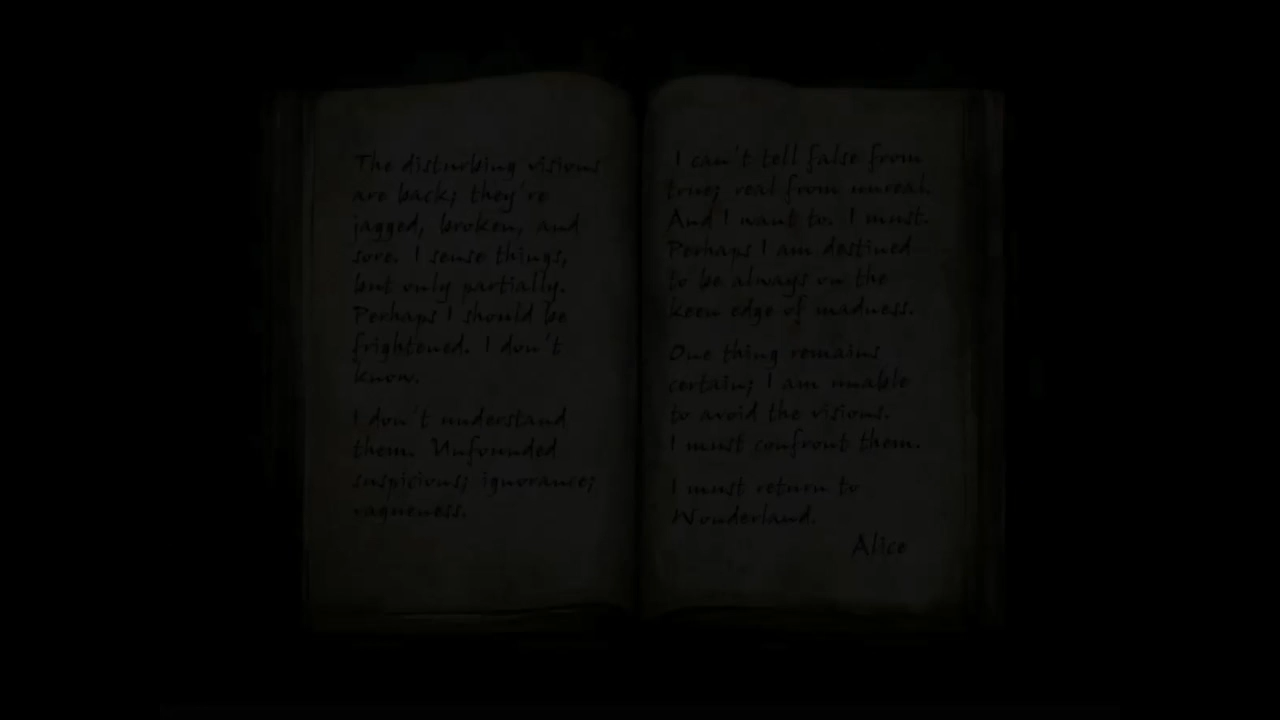 The disturbing visions
are back; they're
jagged, broken, and
sore. I sense things,
but only partially.
Perhaps I should be
frightened. I don't
know.
I don't understand
them. Unfounded
suspicions; ignorance;
vagueness.
I can't tell false from
true; real from unreal.
And I want to. I must.
Perhaps I am destined
to be always on the
keen edge of madness.
One thing remains
certain; I am unable
to avoid the visions.
I must confront them.
I must return to
Wonderland.
Alice